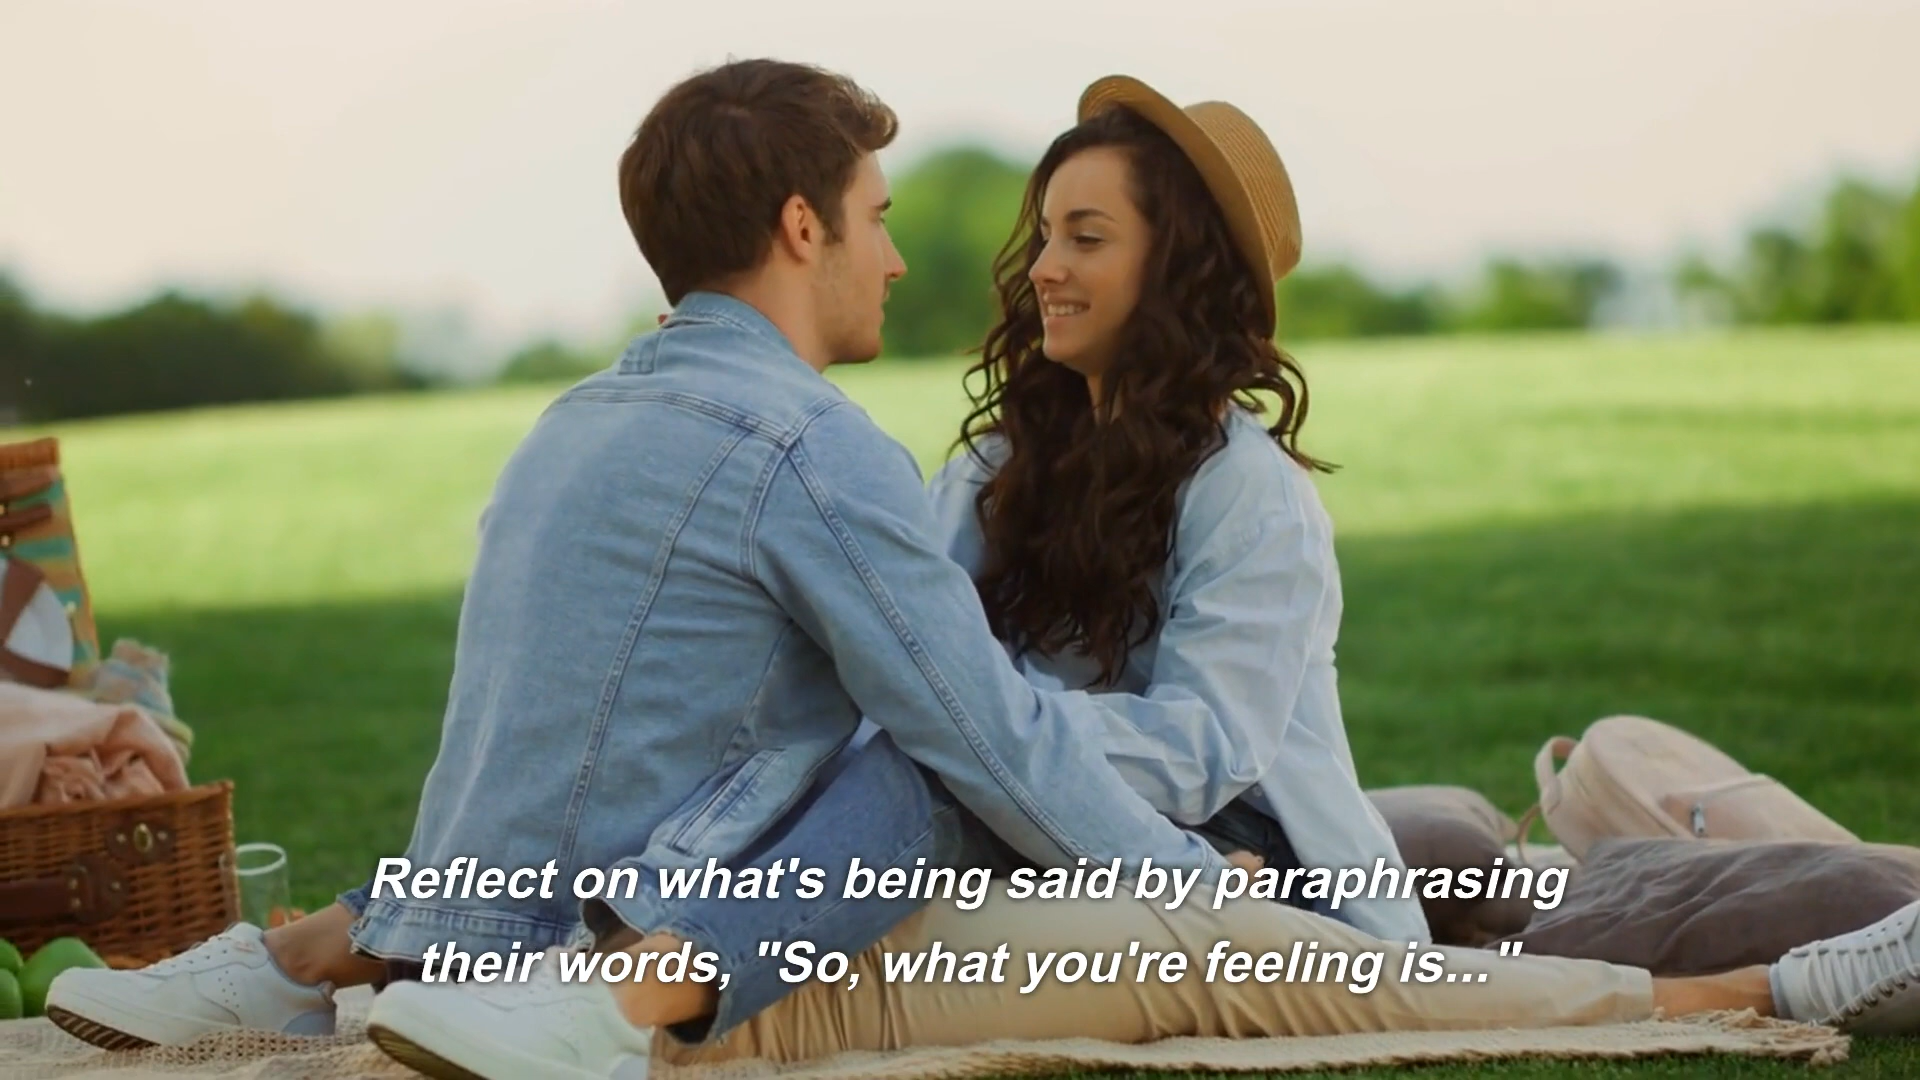 Reflect on what's being said by paraphrasing
their words, "So, what you're feeling is..."